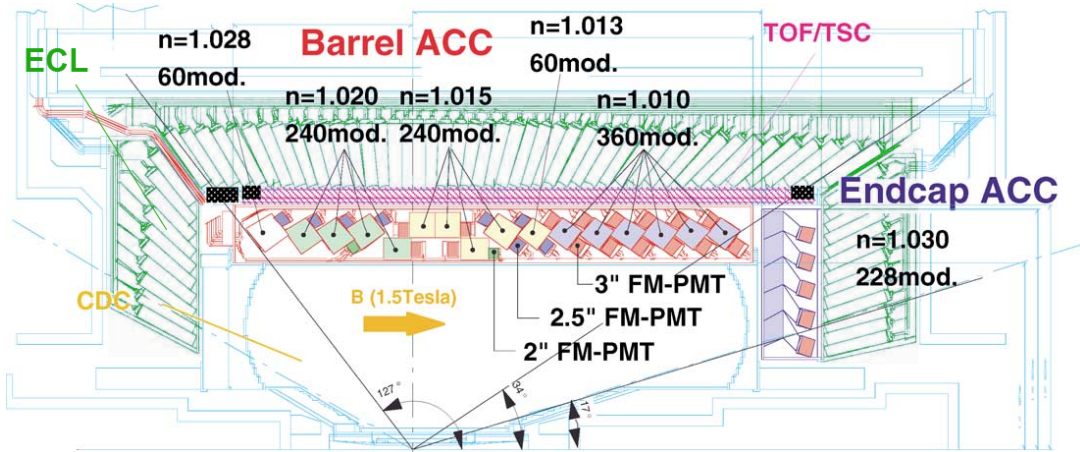 n=1.028
60mod.
ECL
Barrel ACC
n=1.013
60mod.
TOF/TSC
n=1.020
240mod.
n=1.015
240mod.
n=1.010
360mod.
Endcap ACC
n=1.030
228mod.
CDC
B (1.5Tesla)
3" FM-PMT
2.5" FM-PMT
2" FM-PMT
127°
34°
17°